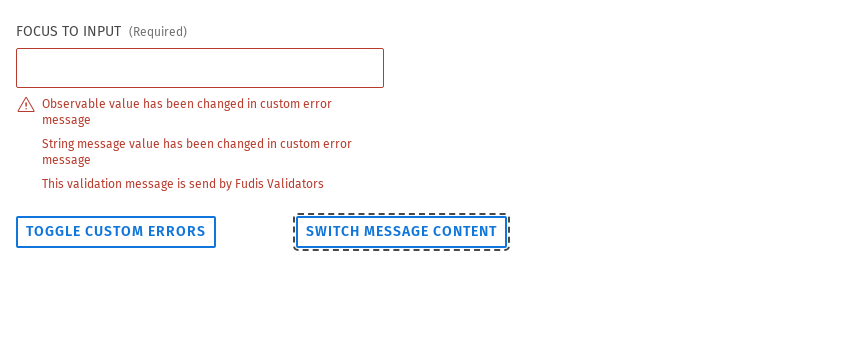 FOCUS TO INPUT (Required)
Observable value has been changed in custom error
message
String message value has been changed in custom error
message
This validation message is send by Fudis Validators
TOGGLE CUSTOM ERRORS SWITCH MESSAGE CONTENT